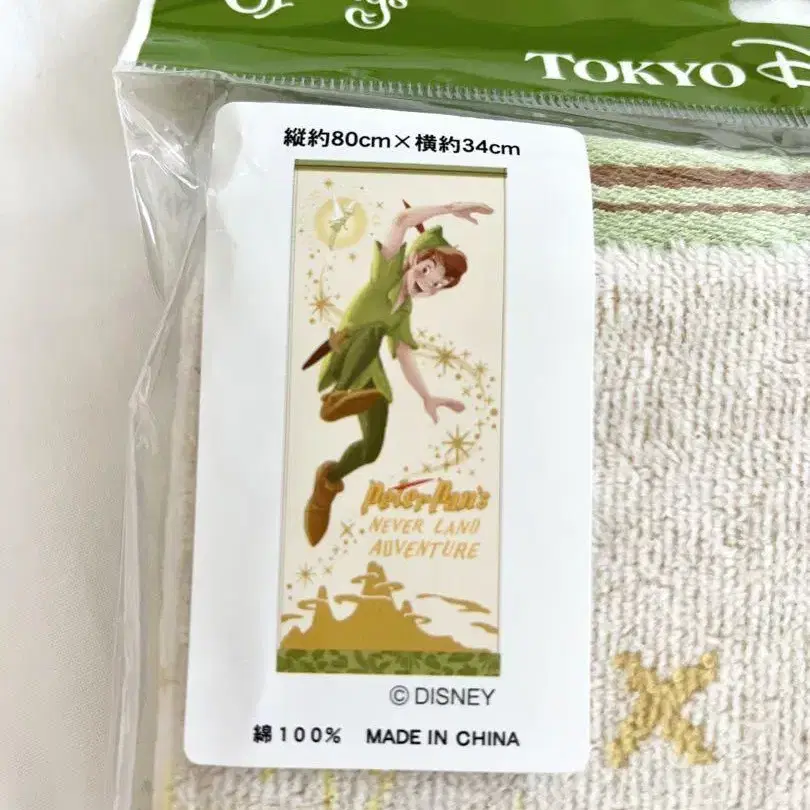 TOKYO
縦約80cm×横約34cm
Peter Pan's
NEVER LAND
ADVENTURE
©DISNEY
綿100% MADE IN CHINA